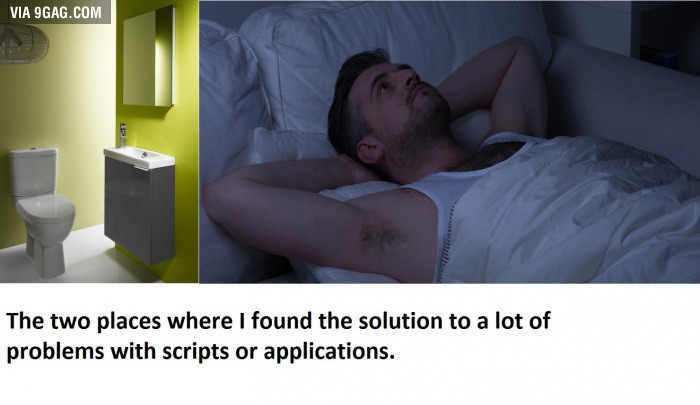 VIA 9GAG.COM
The two places where I found the solution to a lot of
problems with scripts or applications.